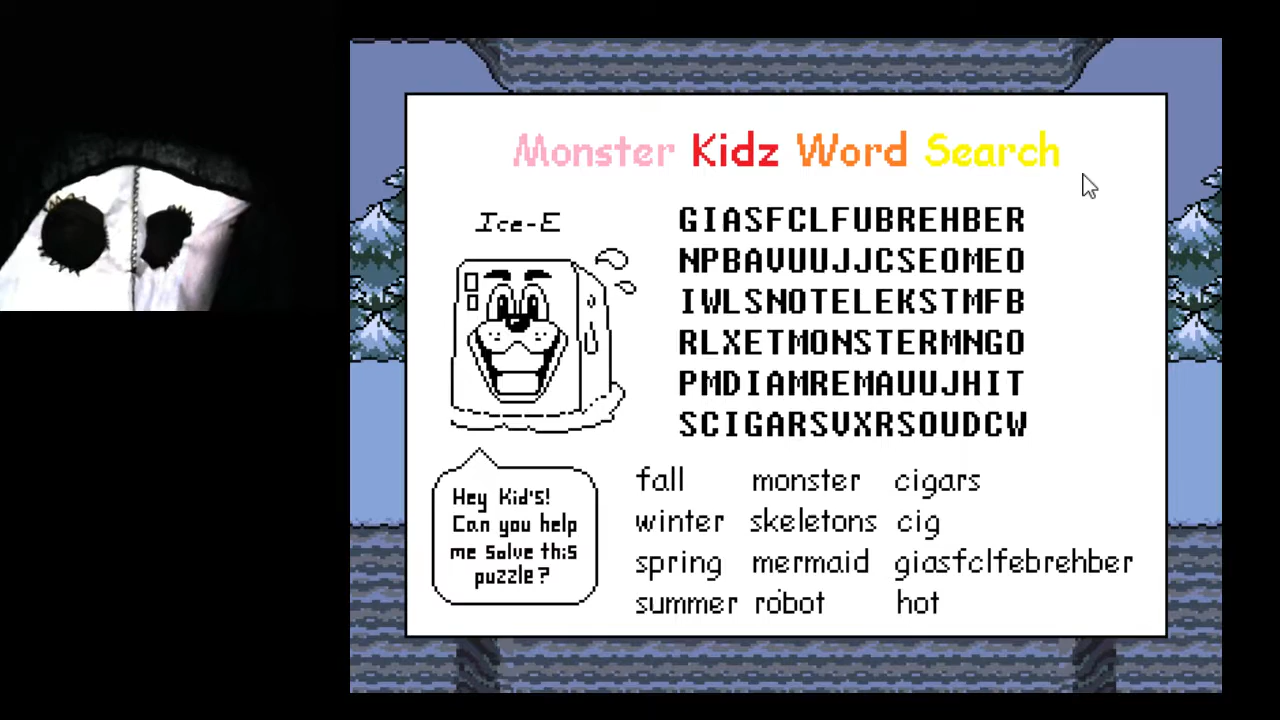 Monster Kidz Word Search
Ice-E
GIASFCLFUBREHBER
NPBAVUUJJCSEOMEO
IWLSNOTELEKSTMFB
RLXETMONSTERMNGO
PMDIAMREMAUUJHIT
SCIGARSVXRSOUDCW
Hey Kid's!
Can you help
me solve this
puzzle?
fall monster cigars
winter skeletons cig
spring mermaid giasfclfebrehber
summer robot hot